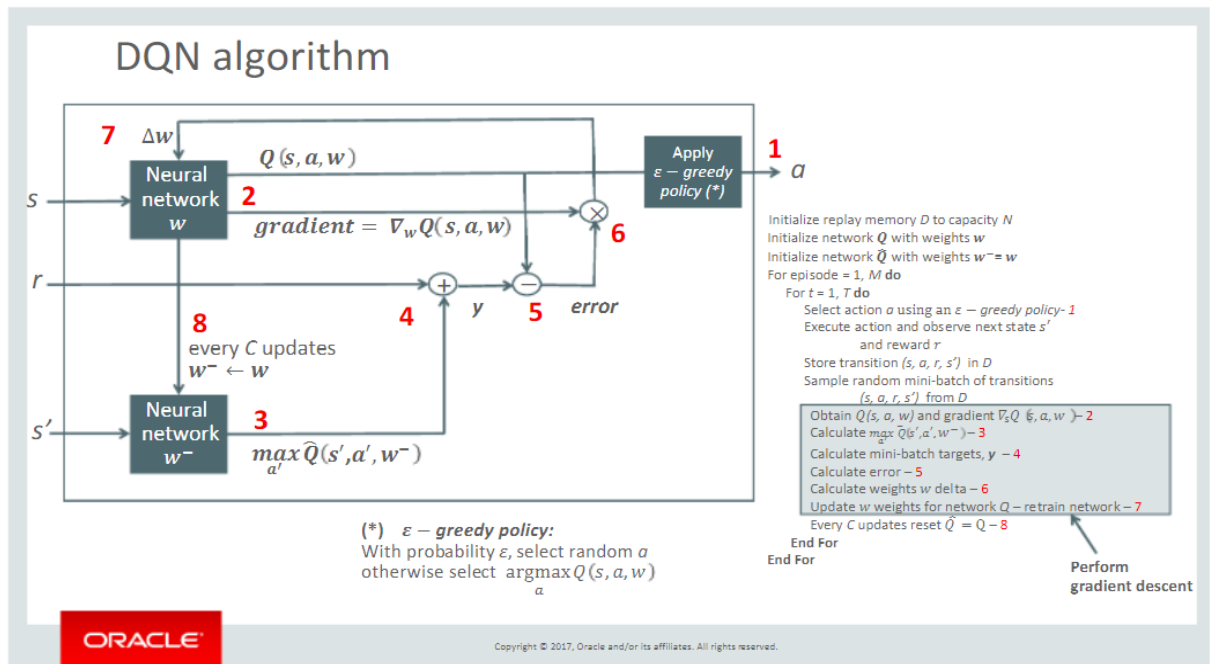 DQN algorithm
7
Δw
Q(s, a, w)
1
Apply
ε − greedy
policy (*)
a
Neural
network
w
s
2
gradient = ∇wQ(s, a, w)
×
6
r
+
4
y
−
5
error
8
every C updates
w⁻ ← w
Neural
network
w⁻
s′
3
max Q̂(s′,a′, w⁻)
a′
(*) ε − greedy policy:
With probability ε, select random a
otherwise select argmax Q(s, a, w)
a
Initialize replay memory D to capacity N
Initialize network Q with weights w
Initialize network Q̂ with weights w⁻= w
For episode = 1, M do
For t = 1, T do
Select action a using an ε − greedy policy- 1
Execute action and observe next state s′
and reward r
Store transition (s, a, r, s′) in D
Sample random mini-batch of transitions
(s, a, r, s′) from D
Obtain Q(s, a, w) and gradient ∇sQ (s, a, w )– 2
Calculate max Q̂(s′,a′, w⁻)– 3
a′
Calculate mini-batch targets, y – 4
Calculate error – 5
Calculate weights w delta – 6
Update w weights for network Q – retrain network – 7
Every C updates reset Q̂ = Q – 8
End For
End For
Perform
gradient descent
ORACLE®
Copyright © 2017, Oracle and/or its affiliates. All rights reserved.